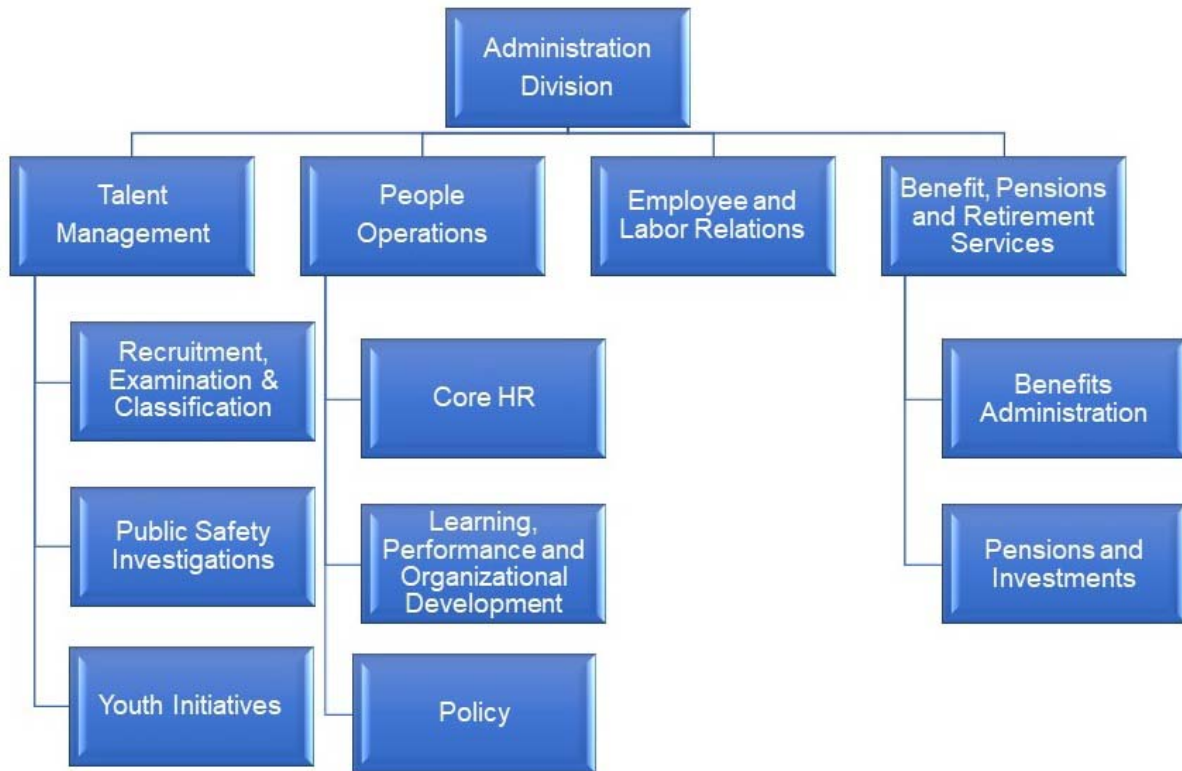 Administration
Division
Talent
Management
People
Operations
Employee and
Labor Relations
Benefit, Pensions
and Retirement
Services
Recruitment,
Examination &
Classification
Core HR
Benefits
Administration
Public Safety
Investigations
Learning,
Performance and
Organizational
Development
Pensions and
Investments
Youth Initiatives
Policy